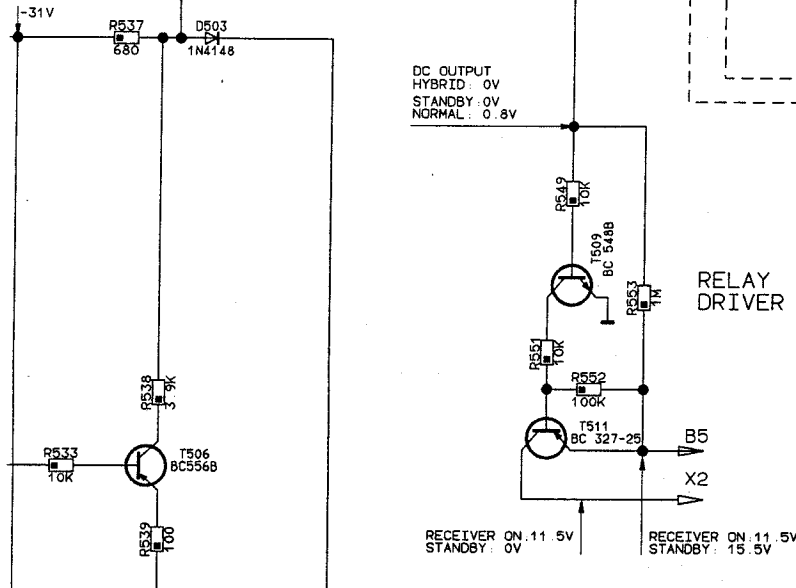 -31V
R537
680
D503
1N4148
DC OUTPUT
HYBRID: 0V
STANDBY:0V
NORMAL: 0.8V
R549
10K
T509
BC 548B
R553
1M
RELAY
DRIVER
R551
10K
R552
100K
T511
BC 327-25
B5
X2
R538
3.9K
R533
10K
T506
BC556B
R539
100
RECEIVER ON:11.5V
STANDBY: 0V
RECEIVER ON:11.5V
STANDBY: 15.5V